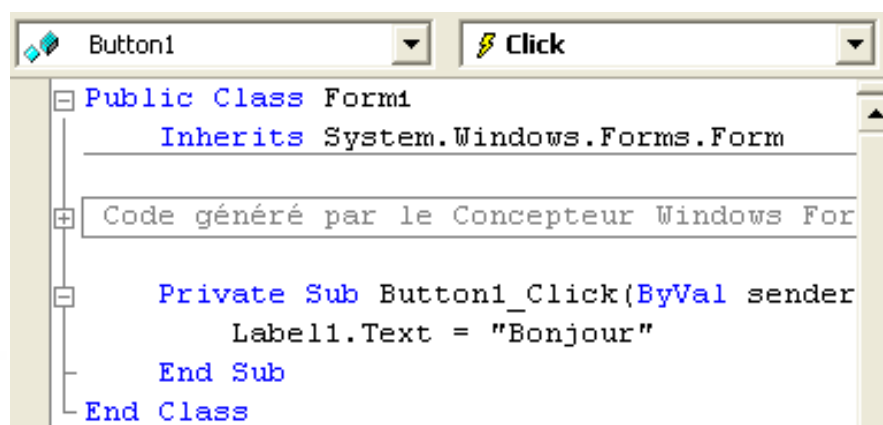 Button1 Click
Public Class Form1
Inherits System.Windows.Forms.Form
Code généré par le Concepteur Windows For
Private Sub Button1_Click(ByVal sender
Label1.Text = "Bonjour"
End Sub
End Class